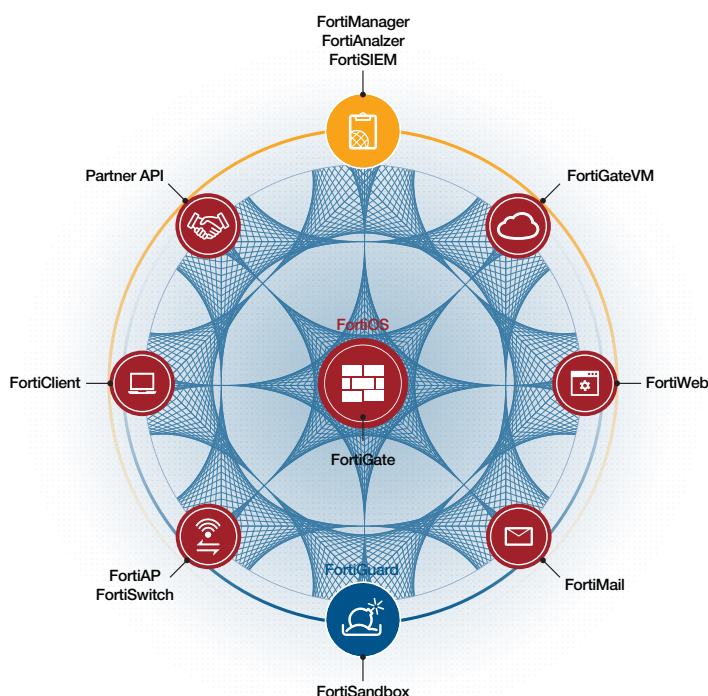 FortiManager
FortiAnalzer
FortiSIEM
Partner API
FortiGateVM
FortiOS
FortiClient
FortiWeb
FortiGate
FortiGuard
FortiAP
FortiSwitch
FortiMail
FortiSandbox